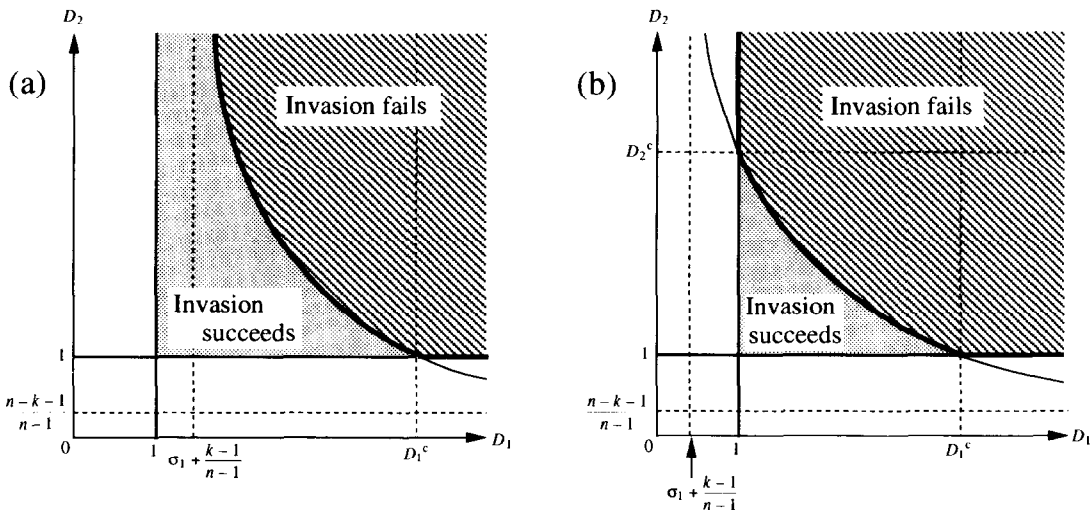 (a)
D₂
Invasion fails
Invasion
succeeds
1
n – k – 1
n – 1
0
1
σ₁ + k – 1
n – 1
D₁ᶜ
D₁
(b)
D₂
Invasion fails
D₂ᶜ
Invasion
succeeds
1
n – k – 1
n – 1
0
1
D₁ᶜ
D₁
σ₁ + k – 1
n – 1